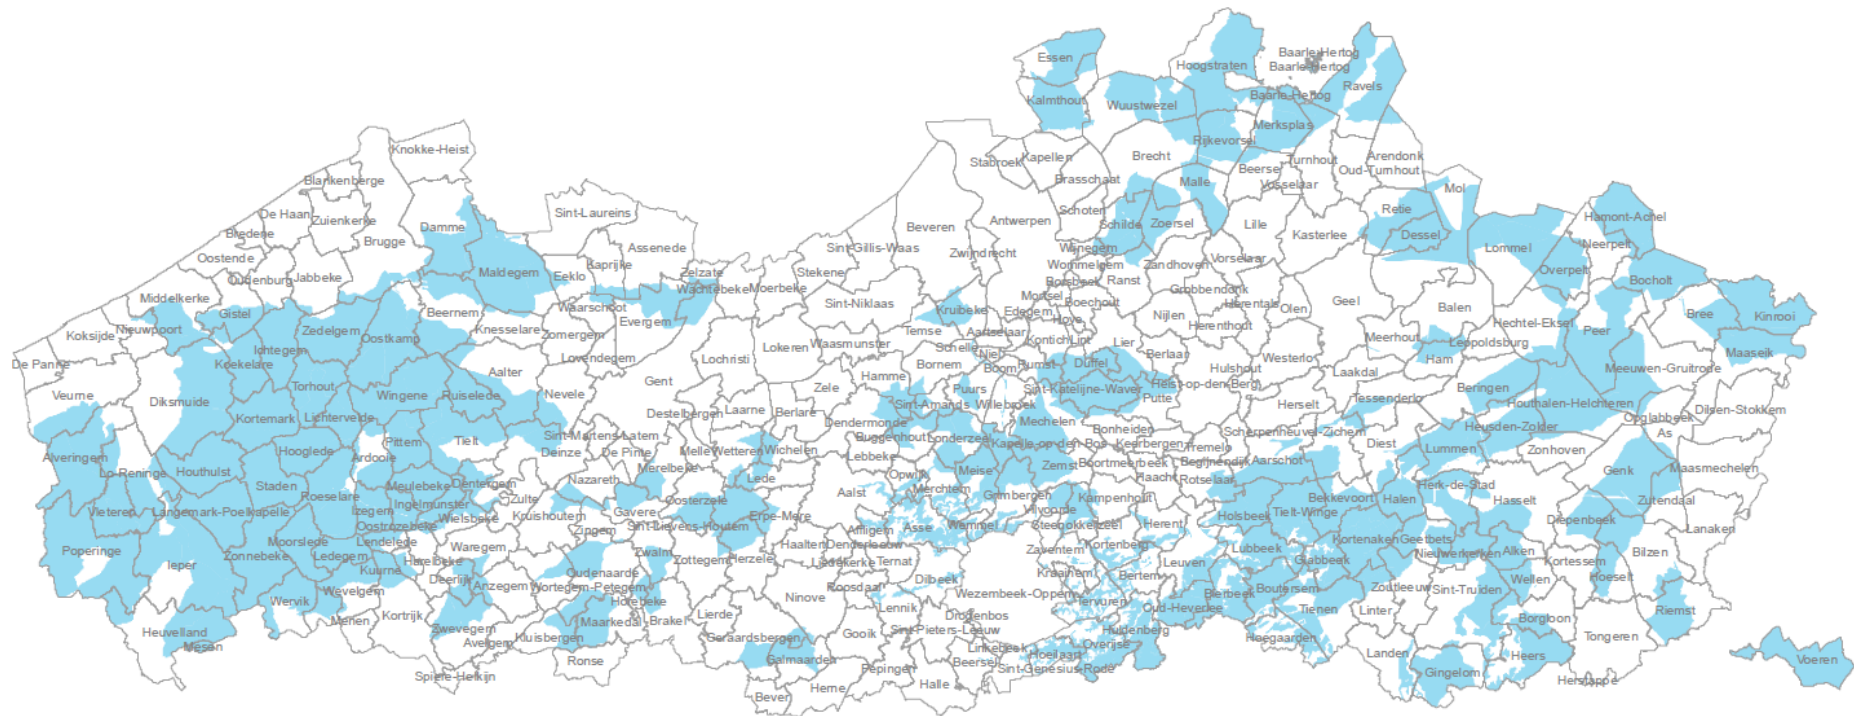 Baarle-Hertog
Essen
Hoogstraten
Baarle-Hertog
Ravels
Kalmthout
Wuustwezel
Baarle-Hertog
Merksplas
Rijkevorsel
Knokke-Heist
Stabroek
Kapellen
Brecht
Turnhout
Arendonk
Oud-Turnhout
Beerse
Blankenberge
Brasschaat
Malle
Vosselaar
Mol
De Haan
Zuienkerke
Sint-Laureins
Damme
Beveren
Antwerpen
Schoten
Schilde
Zoersel
Lille
Retie
Hamont-Achel
Bredene
Brugge
Kasterlee
Dessel
Oostende
Assenede
Sint-Gillis-Waas
Zwijndrecht
Wijnegem
Lommel
Neerpelt
Oudenburg
Jabbeke
Maldegem
Eeklo
Kaprijke
Zelzate
Stekene
Wommelgem
Zandhoven
Vorselaar
Overpelt
Wachtebeke
Moerbeke
Borsbeek
Ranst
Grobbendonk
Bocholt
Middelkerke
Gistel
Beernem
Waarschoot
Evergem
Sint-Niklaas
Kruibeke
Mortsel
Boechout
Herentals
Olen
Geel
Balen
Edegem
Hove
Nijlen
Bree
Kinrooi
Koksijde
Nieuwpoort
Zedelgem
Oostkamp
Knesselare
Zomergem
Temse
Aartselaar
Herenthout
Hechtel-Eksel
Peer
Ichtegem
Lokeren
Waasmunster
Schelle
Kontich
Lint
Lier
Meerhout
Leopoldsburg
De Panne
Koekelare
Lovendegem
Lochristi
Niel
Berlaar
Westerlo
Ham
Maaseik
Bornem
Boom
Rumst
Duffel
Hulshout
Laakdal
Meeuwen-Gruitrode
Veurne
Torhout
Aalter
Gent
Hamme
Zele
Puurs
Sint-Katelijne-Waver
Heist-op-den-Berg
Beringen
Diksmuide
Wingene
Ruiselede
Nevele
Sint-Amands
Willebroek
Putte
Herselt
Tessenderlo
Houthalen-Helchteren
Kortemark
Lichtervelde
Destelbergen
Laarne
Berlare
Dendermonde
Mechelen
Opglabbeek
Dilsen-Stokkem
Pittem
Tielt
Sint-Martens-Latem
Buggenhout
Londerzeel
Kapelle-op-den-Bos
Bonheiden
Keerbergen
Tremelo
Scherpenheuvel-Zichem
Diest
Heusden-Zolder
As
Hooglede
Ardooie
Deinze
De Pinte
Melle
Wetteren
Wichelen
Lebbeke
Lummen
Zonhoven
Alveringem
Lo-Reninge
Houthulst
Merelbeke
Opwijk
Meise
Zemst
Boortmeerbeek
Begijnendijk
Aarschot
Genk
Maasmechelen
Staden
Roeselare
Meulebeke
Dentergem
Nazareth
Lede
Aalst
Merchtem
Grimbergen
Kampenhout
Haacht
Rotselaar
Bekkevoort
Halen
Herk-de-Stad
Hasselt
Zutendaal
Vleteren
Langemark-Poelkapelle
Izegem
Ingelmunster
Zulte
Kruishoutem
Gavere
Oosterzele
Vilvoorde
Oostrozebeke
Wielsbeke
Zingem
Sint-Lievens-Houtem
Erpe-Mere
Affligem
Asse
Wemmel
Steenokkerzeel
Herent
Holsbeek
Tielt-Winge
Diepenbeek
Lanaken
Poperinge
Ieper
Zonnebeke
Moorslede
Ledegem
Lendelede
Waregem
Zwalm
Zottegem
Herzele
Haaltert
Denderleeuw
Zaventem
Kortenberg
Lubbeek
Kortenaken
Geetbets
Nieuwerkerken
Alken
Bilzen
Kuurne
Harelbeke
Liedekerke
Ternat
Leuven
Glabbeek
Kortessem
Deerlijk
Anzegem
Oudenaarde
Wortegem-Petegem
Dilbeek
Kraainem
Bertem
Wellen
Hoeselt
Wervik
Wevelgem
Roosdaal
Wezembeek-Oppem
Bierbeek
Boutersem
Zoutleeuw
Sint-Truiden
Menen
Kortrijk
Horebeke
Ninove
Lennik
Tervuren
Oud-Heverlee
Tienen
Linter
Riemst
Heuvelland
Zwevegem
Maarkedal
Brakel
Lierde
Drogenbos
Borgloon
Mesen
Avelgem
Kluisbergen
Geraardsbergen
Gooik
Sint-Pieters-Leeuw
Huldenberg
Hoegaarden
Tongeren
Ronse
Galmaarden
Linkebeek
Hoeilaart
Overijse
Landen
Heers
Voeren
Spiere-Helkijn
Pepingen
Beersel
Sint-Genesius-Rode
Gingelom
Herstappe
Bever
Herne
Halle